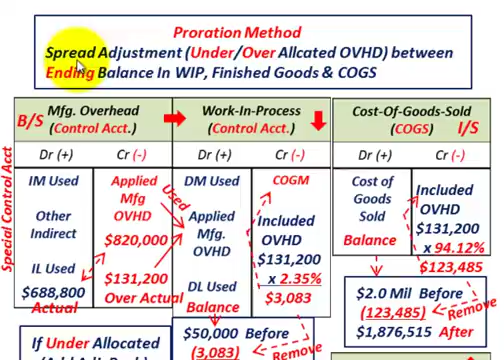 Proration Method
Spread Adjustment (Under/Over Allcated OVHD) between
Ending Balance In WIP, Finished Goods & COGS
Special Control Acct
B/S
Mfg. Overhead
(Control Acct.)
Dr (+)
Cr (-)
IM Used
Other
Indirect
IL Used
$688,800
Actual
Applied
Mfg
OVHD
$820,000
$131,200
Over Actual
Used
Work-In-Process
(Control Acct.)
Dr (+)
Cr (-)
DM Used
Applied
Mfg.
OVHD
DL Used
Balance
COGM
Included
OVHD
$131,200
x 2.35%
$3,083
$50,000 Before
(3,083)
Remove
Cost-Of-Goods-Sold
(COGS)
I/S
Dr (+)
Cr (-)
Cost of
Goods
Sold
Balance
Included
OVHD
$131,200
x 94.12%
$123,485
$2.0 Mil Before
(123,485)
$1,876,515 After
Remove
If Under Allocated